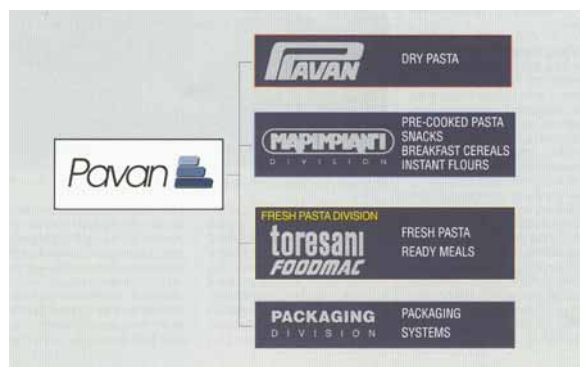 Pavan
PAVAN
DRY PASTA
MAPIMPIANTI
DIVISION
PRE-COOKED PASTA
SNACKS
BREAKFAST CEREALS
INSTANT FLOURS
FRESH PASTA DIVISION
toresani
FOODMAC
FRESH PASTA
READY MEALS
PACKAGING
DIVISION
PACKAGING
SYSTEMS